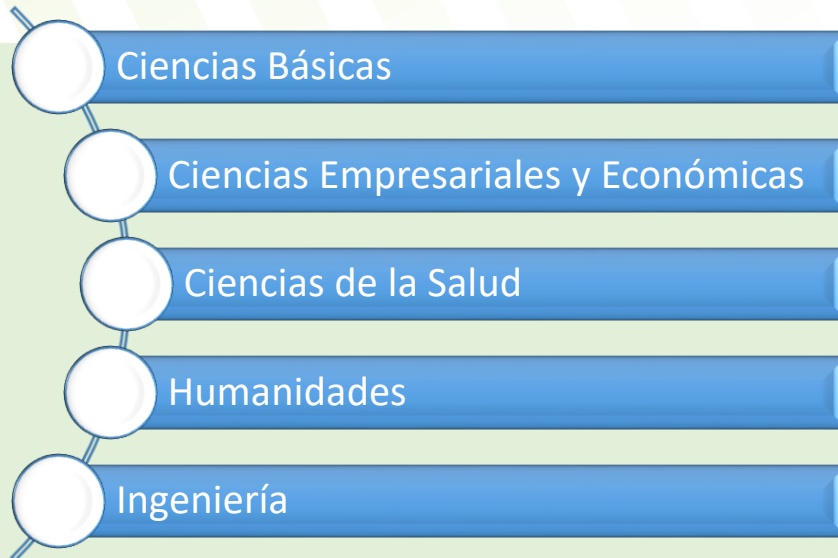 Ciencias Básicas
Ciencias Empresariales y Económicas
Ciencias de la Salud
Humanidades
Ingeniería